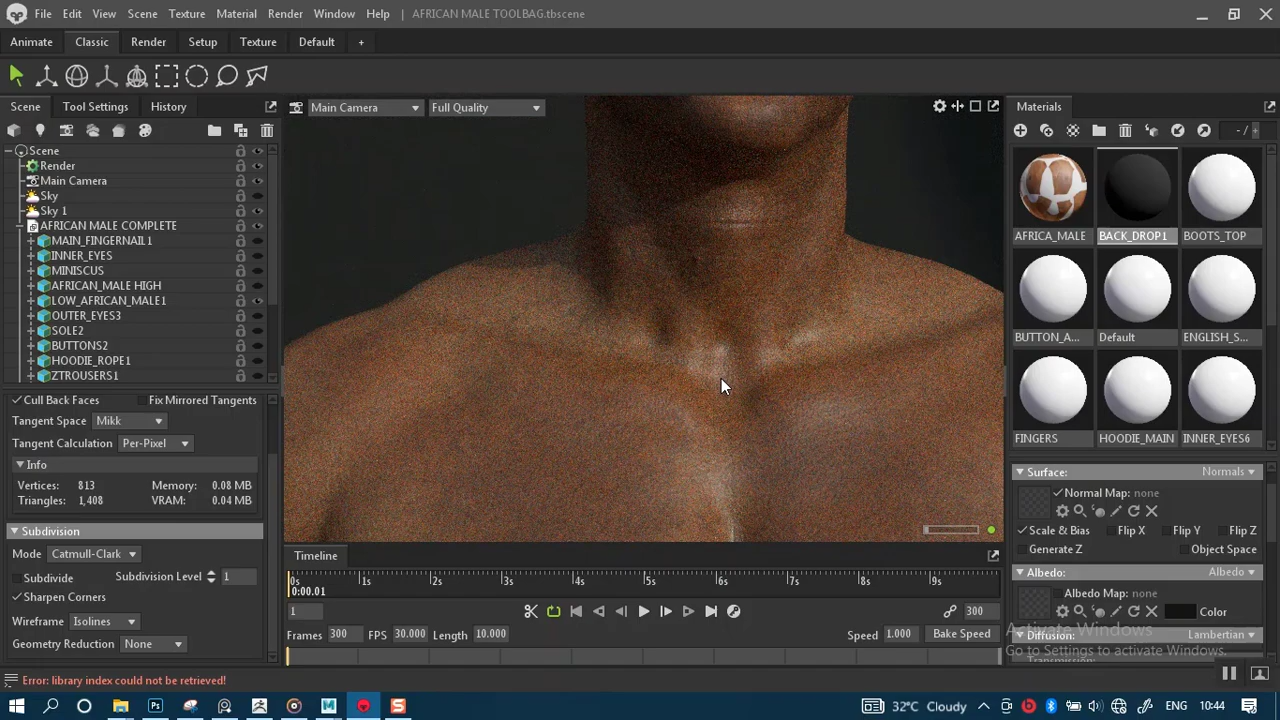 File Edit View Scene Texture Material Render Window Help AFRICAN MALE TOOLBAG.tbscene
Animate Classic Render Setup Texture Default +
Scene Tool Settings History
Main Camera Full Quality
Materials
- / +
Scene
Render
Main Camera
Sky
Sky 1
AFRICAN MALE COMPLETE
MAIN_FINGERNAIL1
INNER_EYES
MINISCUS
AFRICAN_MALE HIGH
LOW_AFRICAN_MALE1
OUTER_EYES3
SOLE2
BUTTONS2
HOODIE_ROPE1
ZTROUSERS1
AFRICA_MALE BACK_DROP1 BOOTS_TOP
BUTTON_A... Default ENGLISH_S...
FINGERS HOODIE_MAIN INNER_EYES6
Cull Back Faces Fix Mirrored Tangents
Tangent Space Mikk
Tangent Calculation Per-Pixel
Info
Vertices: 813 Memory: 0.08 MB
Triangles: 1,408 VRAM: 0.04 MB
Subdivision
Mode Catmull-Clark
Subdivide Subdivision Level 1
Sharpen Corners
Wireframe Isolines
Geometry Reduction None
Surface: Normals
Normal Map: none
Scale & Bias Flip X Flip Y Flip Z
Generate Z Object Space
Albedo: Albedo
Albedo Map: none
Color
Diffusion: Lambertian
Activate Windows
Go to Settings to activate Windows.
Timeline
0s 1s 2s 3s 4s 5s 6s 7s 8s 9s
0:00.01
1 300
Frames 300 FPS 30.000 Length 10.000 Speed 1.000 Bake Speed
Error: library index could not be retrieved!
32°C Cloudy ENG 10:44